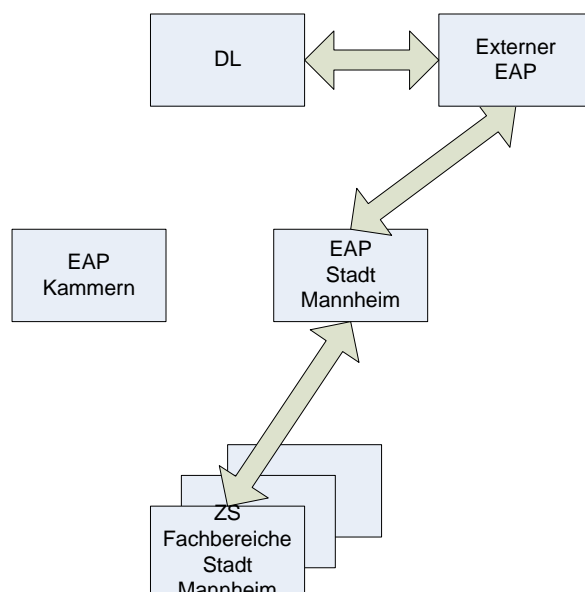 DL
Externer
EAP
EAP
Kammern
EAP
Stadt
Mannheim
ZS
Fachbereiche
Stadt
Mannheim